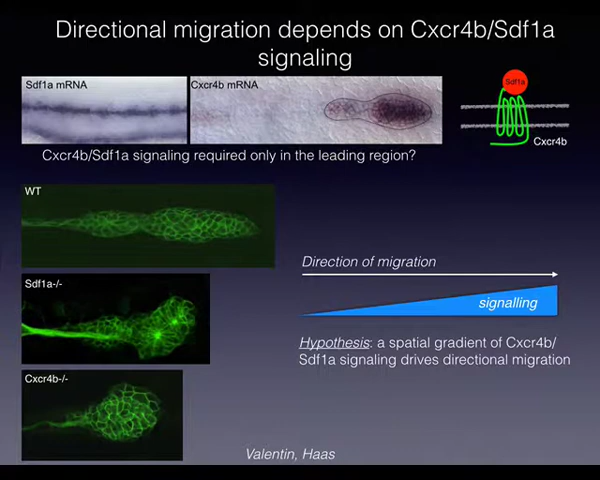 Directional migration depends on Cxcr4b/Sdf1a
signaling
Sdf1a mRNA
Cxcr4b mRNA
Sdf1a
Cxcr4b
Cxcr4b/Sdf1a signaling required only in the leading region?
WT
Direction of migration
Sdf1a-/-
signalling
Hypothesis: a spatial gradient of Cxcr4b/
Sdf1a signaling drives directional migration
Cxcr4b-/-
Valentin, Haas